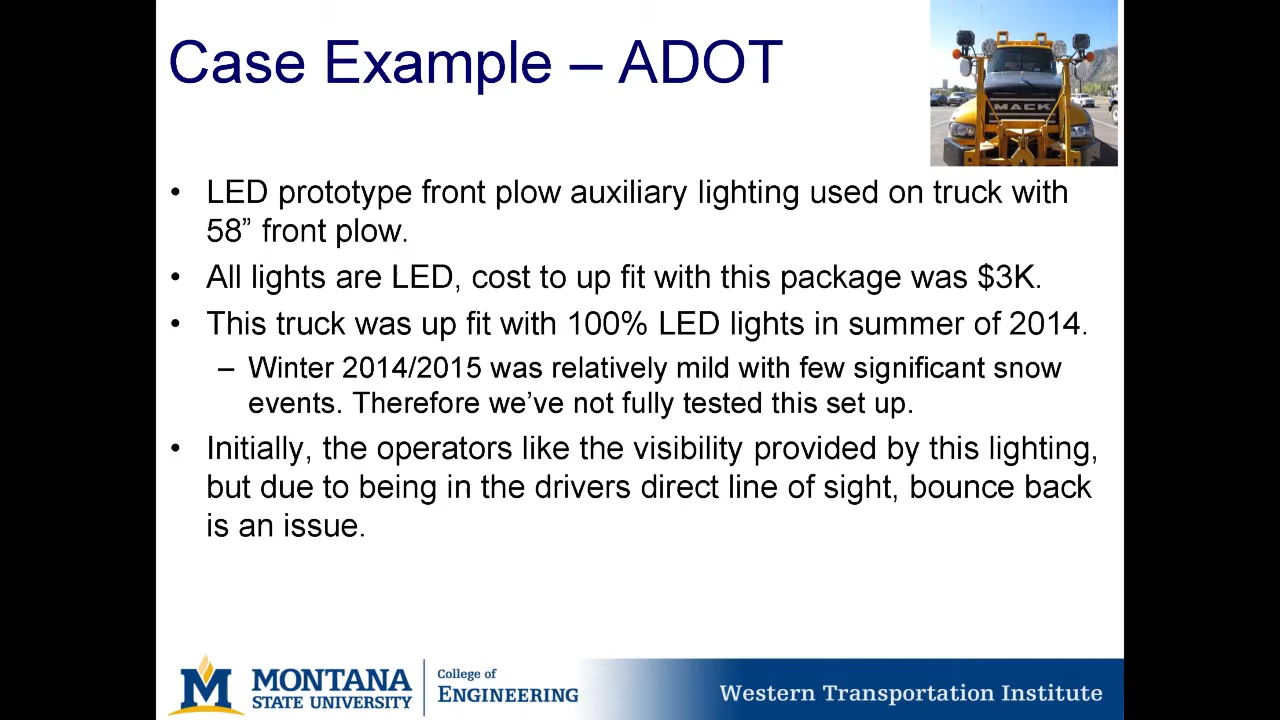 Case Example – ADOT
MACK
• LED prototype front plow auxiliary lighting used on truck with
58” front plow.
• All lights are LED, cost to up fit with this package was $3K.
• This truck was up fit with 100% LED lights in summer of 2014.
– Winter 2014/2015 was relatively mild with few significant snow
events. Therefore we’ve not fully tested this set up.
• Initially, the operators like the visibility provided by this lighting,
but due to being in the drivers direct line of sight, bounce back
is an issue.
M MONTANA
STATE UNIVERSITY
College of
ENGINEERING
Western Transportation Institute